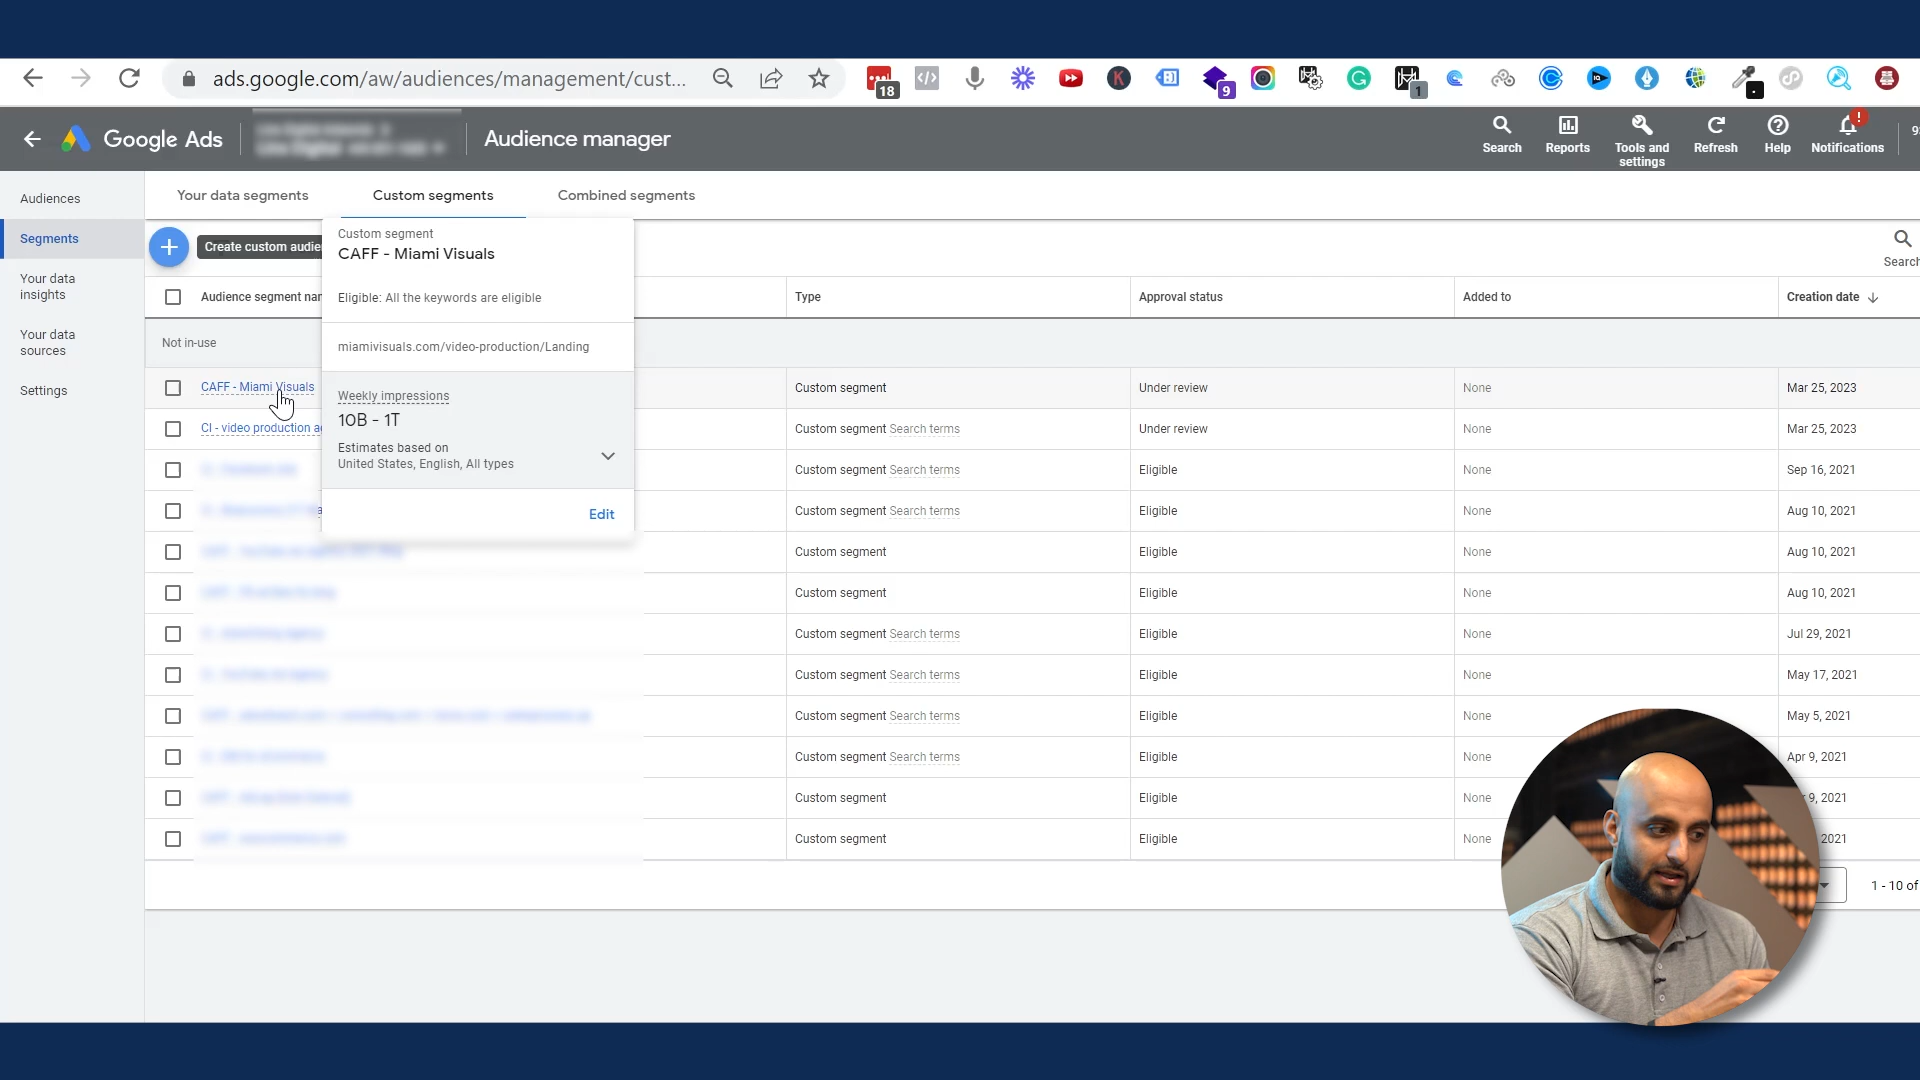 ads.google.com/aw/audiences/management/cust...
18
9
1
Google Ads
Audience manager
Search
Reports
Tools and
settings
Refresh
Help
!
Notifications
Audiences
Segments
Your data
insights
Your data
sources
Settings
Your data segments
Custom segments
Combined segments
Create custom audie
Search
Custom segment
CAFF - Miami Visuals
Eligible: All the keywords are eligible
miamivisuals.com/video-production/Landing
Weekly impressions
10B - 1T
Estimates based on
United States, English, All types
Edit
Audience segment nar
Type
Approval status
Added to
Creation date
Not in-use
CAFF - Miami Visuals
Custom segment
Under review
None
Mar 25, 2023
CI - video production a
Custom segment Search terms
Under review
None
Mar 25, 2023
Custom segment Search terms
Eligible
None
Sep 16, 2021
Custom segment Search terms
Eligible
None
Aug 10, 2021
Custom segment
Eligible
None
Aug 10, 2021
Custom segment
Eligible
None
Aug 10, 2021
Custom segment Search terms
Eligible
None
Jul 29, 2021
Custom segment Search terms
Eligible
None
May 17, 2021
Custom segment Search terms
Eligible
None
May 5, 2021
Custom segment Search terms
Eligible
None
Apr 9, 2021
Custom segment
Eligible
None
9, 2021
Custom segment
Eligible
None
2021
1 - 10 of